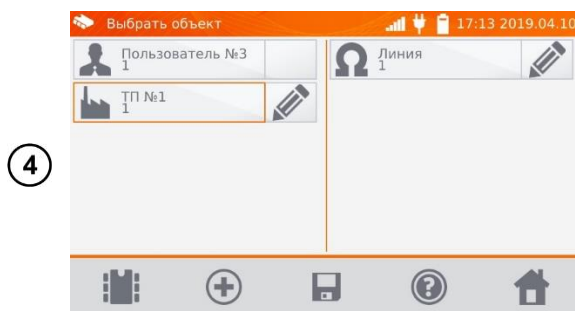 Выбрать объект
17:13 2019.04.10
Пользователь №3
1
Линия
1
ТП №1
1
4